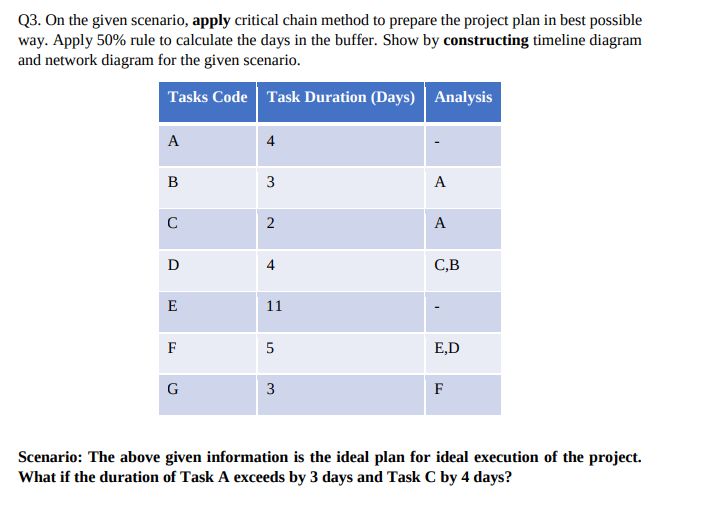 Q3. On the given scenario, apply critical chain method to prepare the project plan in best possible
way. Apply 50% rule to calculate the days in the buffer. Show by constructing timeline diagram
and network diagram for the given scenario.
Tasks Code Task Duration (Days) Analysis
A 4 -
B 3 A
C 2 A
D 4 C,B
E 11 -
F 5 E,D
G 3 F
Scenario: The above given information is the ideal plan for ideal execution of the project.
What if the duration of Task A exceeds by 3 days and Task C by 4 days?